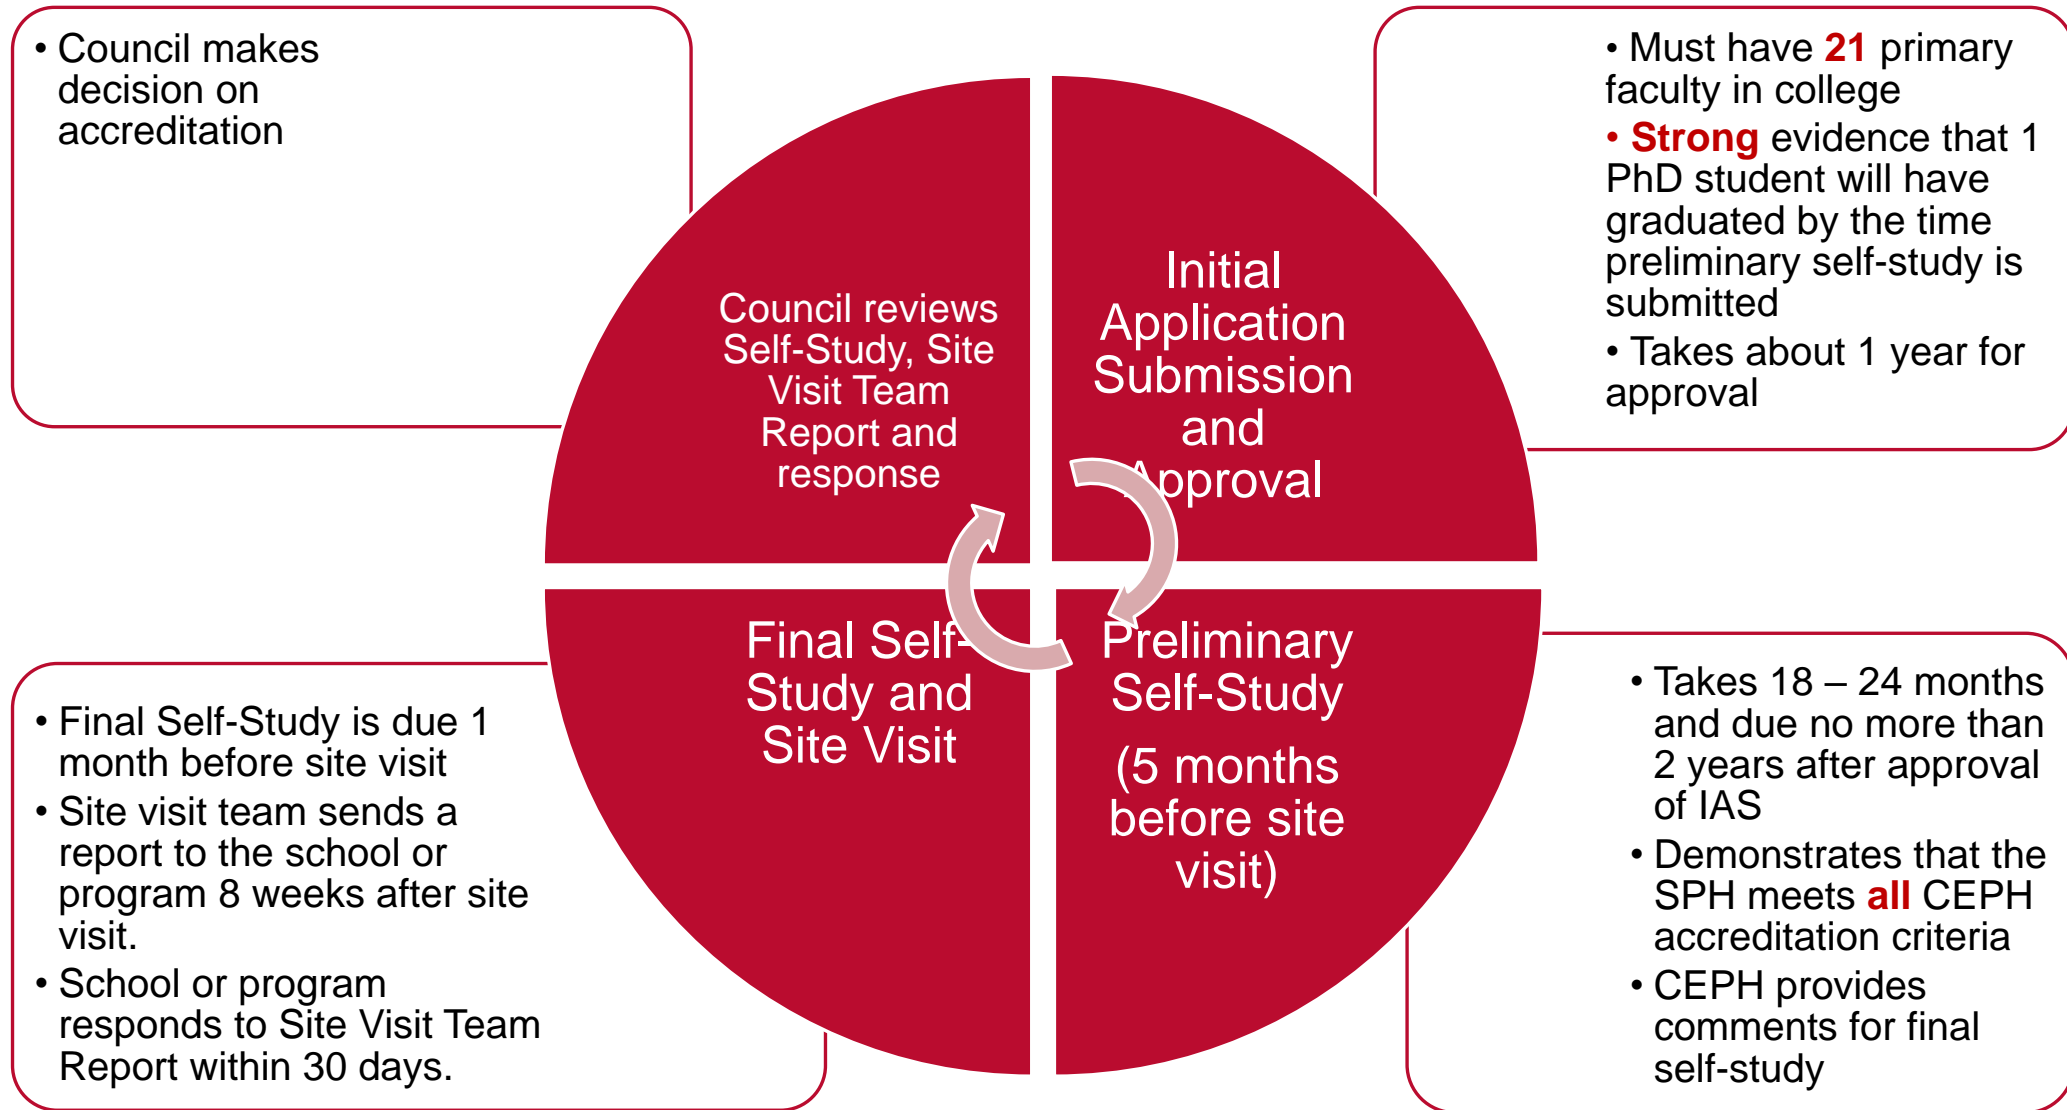 • Council makes
decision on
accreditation
• Must have 21 primary
faculty in college
• Strong evidence that 1
PhD student will have
graduated by the time
preliminary self-study is
submitted
• Takes about 1 year for
approval
Council reviews
Self-Study, Site
Visit Team
Report and
response
Initial
Application
Submission
and
Approval
Final Self-
Study and
Site Visit
Preliminary
Self-Study
(5 months
before site
visit)
• Final Self-Study is due 1
month before site visit
• Site visit team sends a
report to the school or
program 8 weeks after site
visit.
• School or program
responds to Site Visit Team
Report within 30 days.
• Takes 18 – 24 months
and due no more than
2 years after approval
of IAS
• Demonstrates that the
SPH meets all CEPH
accreditation criteria
• CEPH provides
comments for final
self-study